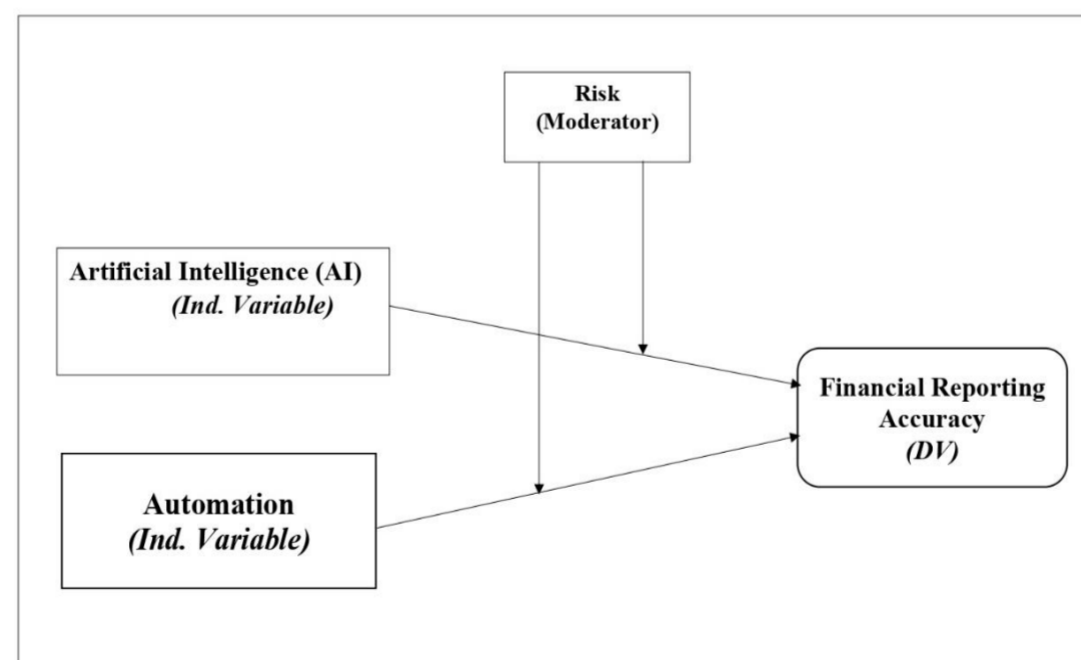 Risk
(Moderator)
Artificial Intelligence (AI)
(Ind. Variable)
Financial Reporting
Accuracy
(DV)
Automation
(Ind. Variable)